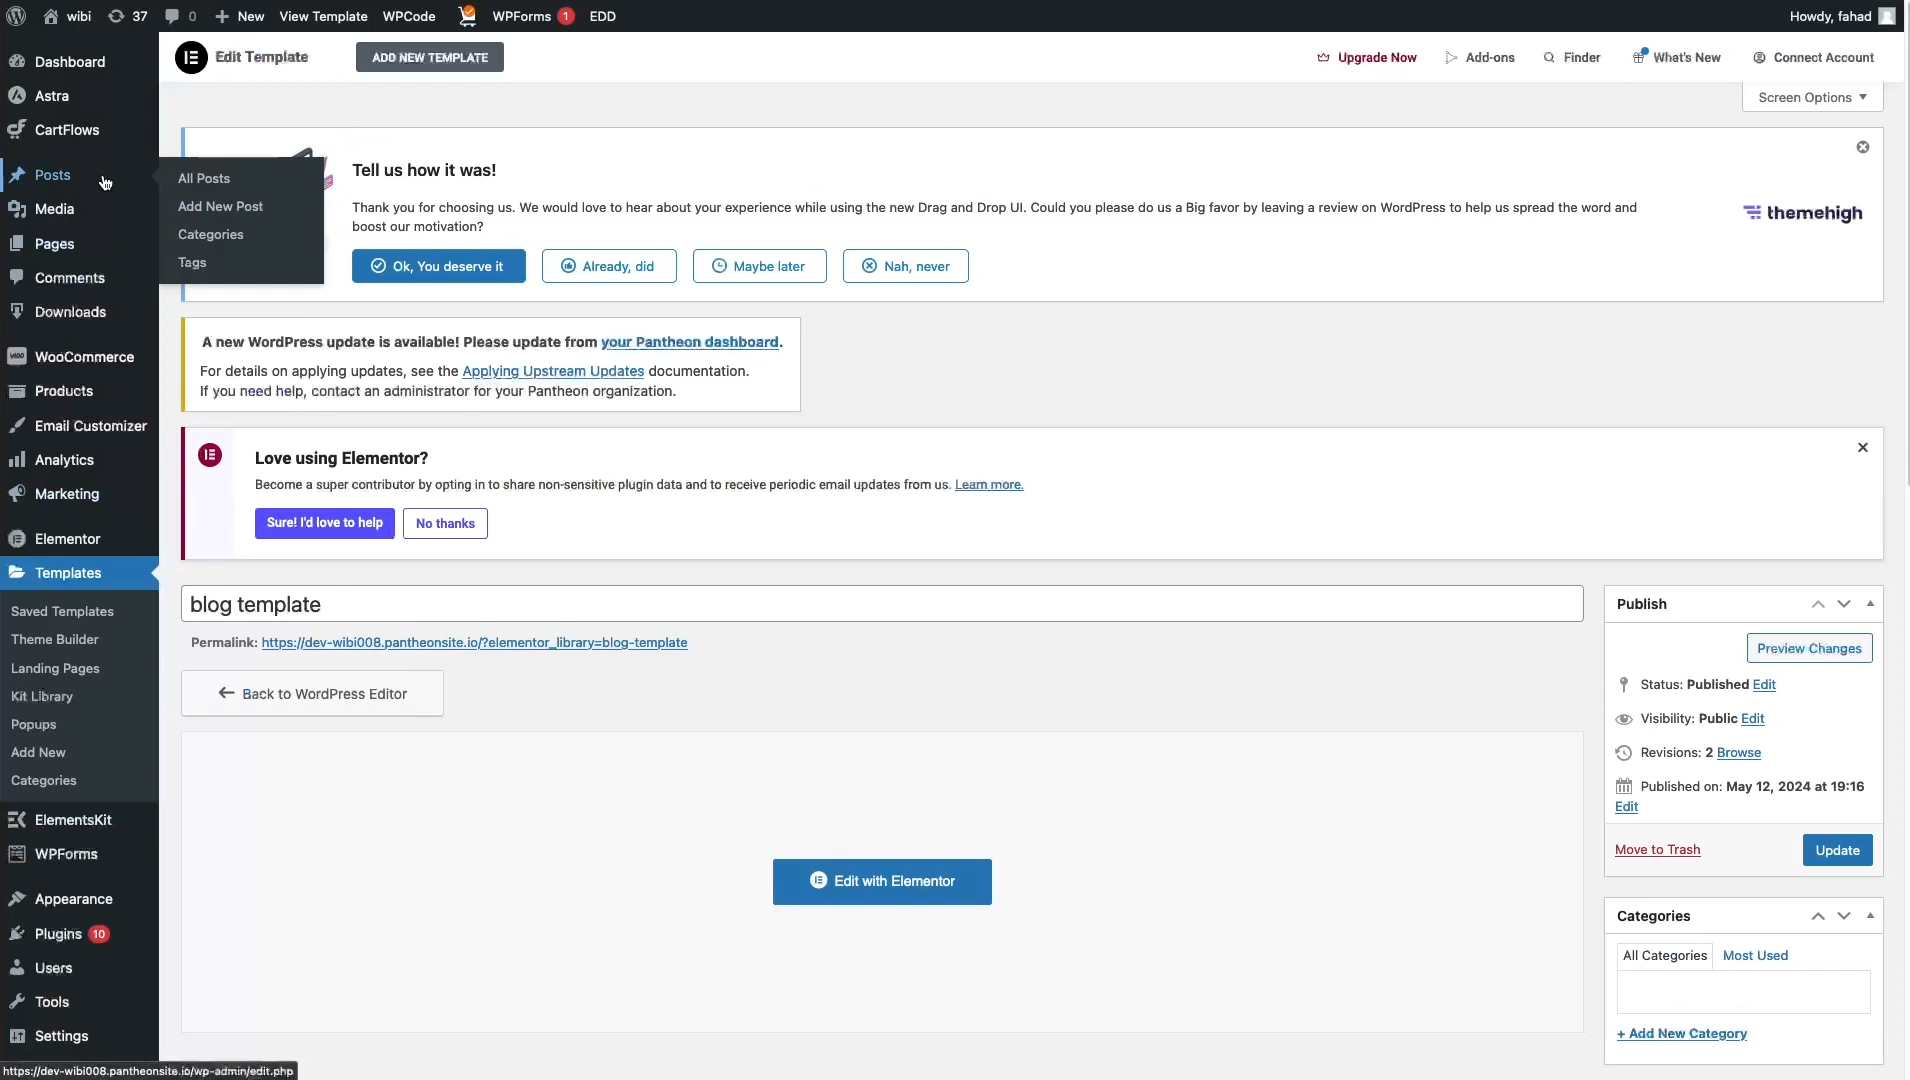 wibi
37
0
New
View Template
WPCode
WPForms 1
EDD
Howdy, fahad
Dashboard
Astra
CartFlows
Posts
Media
Pages
Comments
Downloads
WooCommerce
Products
Email Customizer
Analytics
Marketing
Elementor
Templates
Saved Templates
Theme Builder
Landing Pages
Kit Library
Popups
Add New
Categories
ElementsKit
WPForms
Appearance
Plugins 10
Users
Tools
Settings
All Posts
Add New Post
Categories
Tags
Edit Template
ADD NEW TEMPLATE
Upgrade Now
Add-ons
Finder
What's New
Connect Account
Screen Options
Tell us how it was!
Thank you for choosing us. We would love to hear about your experience while using the new Drag and Drop UI. Could you please do us a Big favor by leaving a review on WordPress to help us spread the word and
boost our motivation?
Ok, You deserve it
Already, did
Maybe later
Nah, never
themehigh
A new WordPress update is available! Please update from your Pantheon dashboard.
For details on applying updates, see the Applying Upstream Updates documentation.
If you need help, contact an administrator for your Pantheon organization.
Love using Elementor?
Become a super contributor by opting in to share non-sensitive plugin data and to receive periodic email updates from us. Learn more.
Sure! I'd love to help
No thanks
blog template
Permalink: https://dev-wibi008.pantheonsite.io/?elementor_library=blog-template
Back to WordPress Editor
Edit with Elementor
Publish
Preview Changes
Status: Published Edit
Visibility: Public Edit
Revisions: 2 Browse
Published on: May 12, 2024 at 19:16
Edit
Move to Trash
Update
Categories
All Categories
Most Used
+ Add New Category
https://dev-wibi008.pantheonsite.io/wp-admin/edit.php